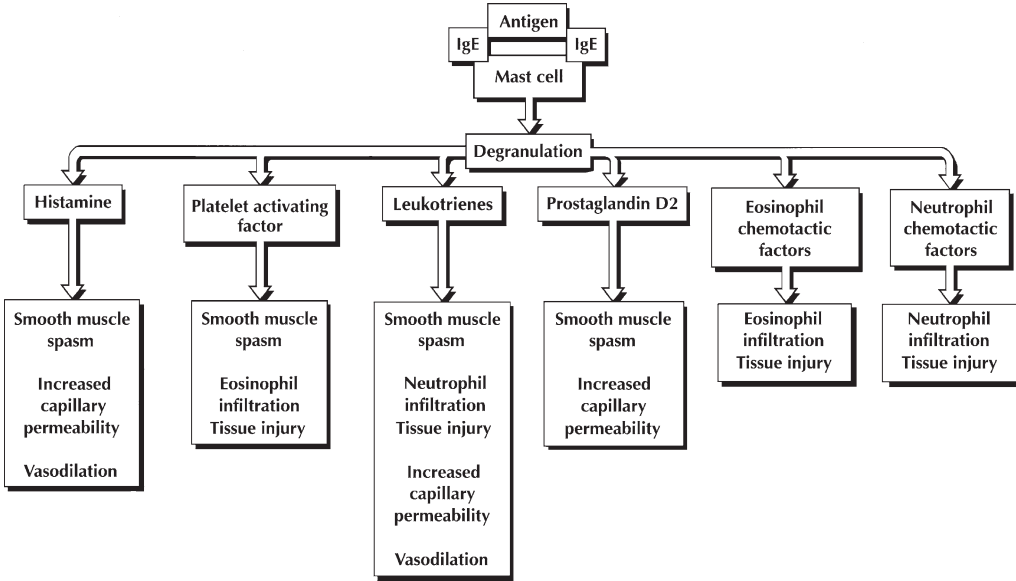 Antigen
IgE
IgE
Mast cell
Degranulation
Histamine
Platelet activating
factor
Leukotrienes
Prostaglandin D2
Eosinophil
chemotactic
factors
Neutrophil
chemotactic
factors
Smooth muscle
spasm
Increased
capillary
permeability
Vasodilation
Smooth muscle
spasm
Eosinophil
infiltration
Tissue injury
Smooth muscle
spasm
Neutrophil
infiltration
Tissue injury
Increased
capillary
permeability
Vasodilation
Smooth muscle
spasm
Increased
capillary
permeability
Eosinophil
infiltration
Tissue injury
Neutrophil
infiltration
Tissue injury